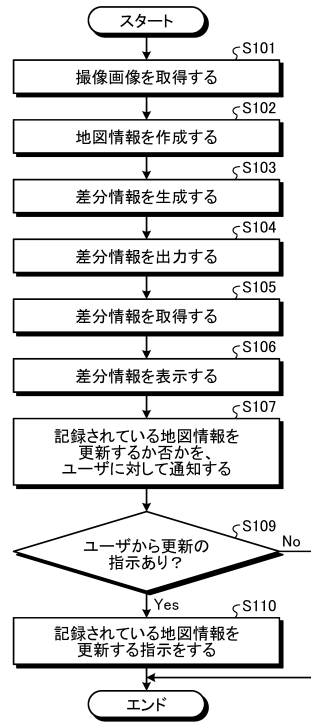 スタート
S101
撮像画像を取得する
S102
地図情報を作成する
S103
差分情報を生成する
S104
差分情報を出力する
S105
差分情報を取得する
S106
差分情報を表示する
S107
記録されている地図情報を
更新するか否かを、
ユーザに対して通知する
S109
ユーザから更新の
指示あり？
No
Yes
S110
記録されている地図情報を
更新する指示をする
エンド